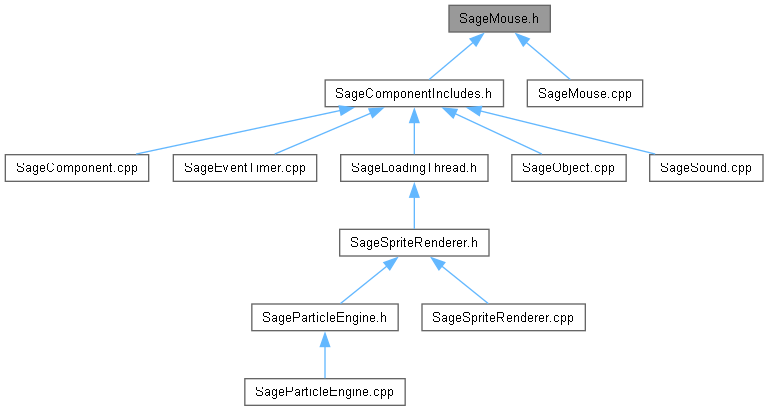 SageMouse.h
SageComponentIncludes.h
SageMouse.cpp
SageComponent.cpp
SageEventTimer.cpp
SageLoadingThread.h
SageObject.cpp
SageSound.cpp
SageSpriteRenderer.h
SageParticleEngine.h
SageSpriteRenderer.cpp
SageParticleEngine.cpp